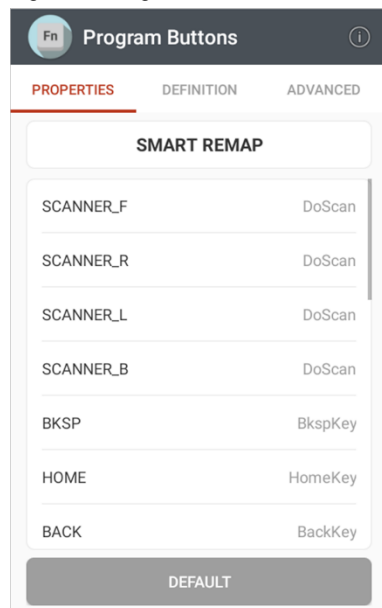 Fn Program Buttons
PROPERTIES DEFINITION ADVANCED
SMART REMAP
SCANNER_F DoScan
SCANNER_R DoScan
SCANNER_L DoScan
SCANNER_B DoScan
BKSP BkspKey
HOME HomeKey
BACK BackKey
DEFAULT